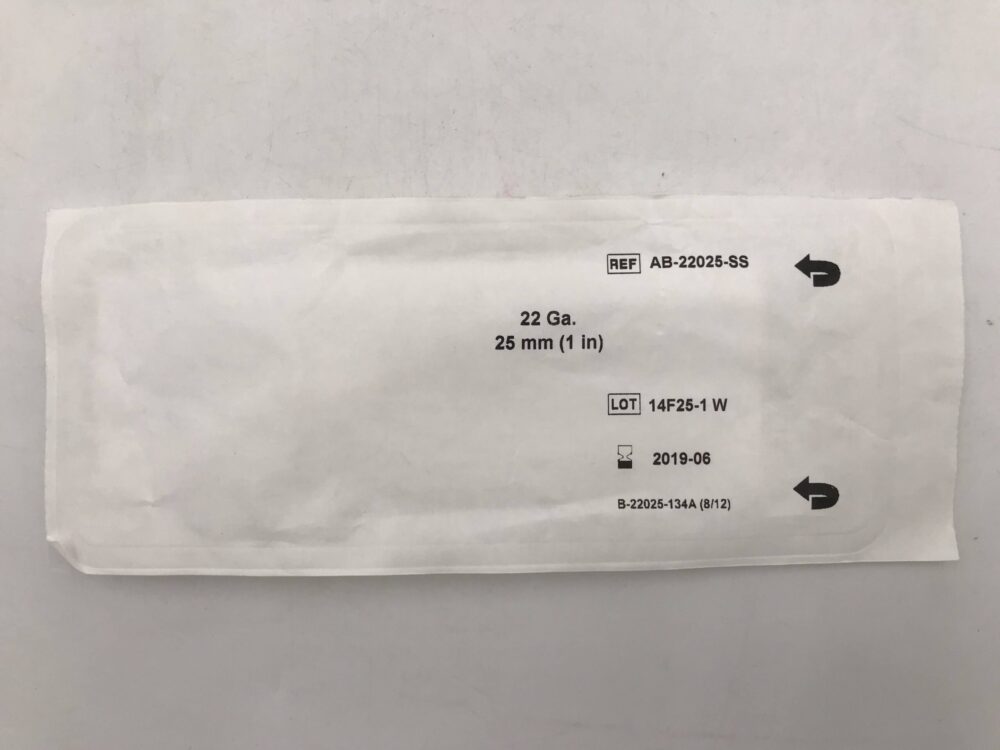 REF AB-22025-SS
22 Ga.
25 mm (1 in)
LOT 14F25-1 W
2019-06
B-22025-134A (8/12)